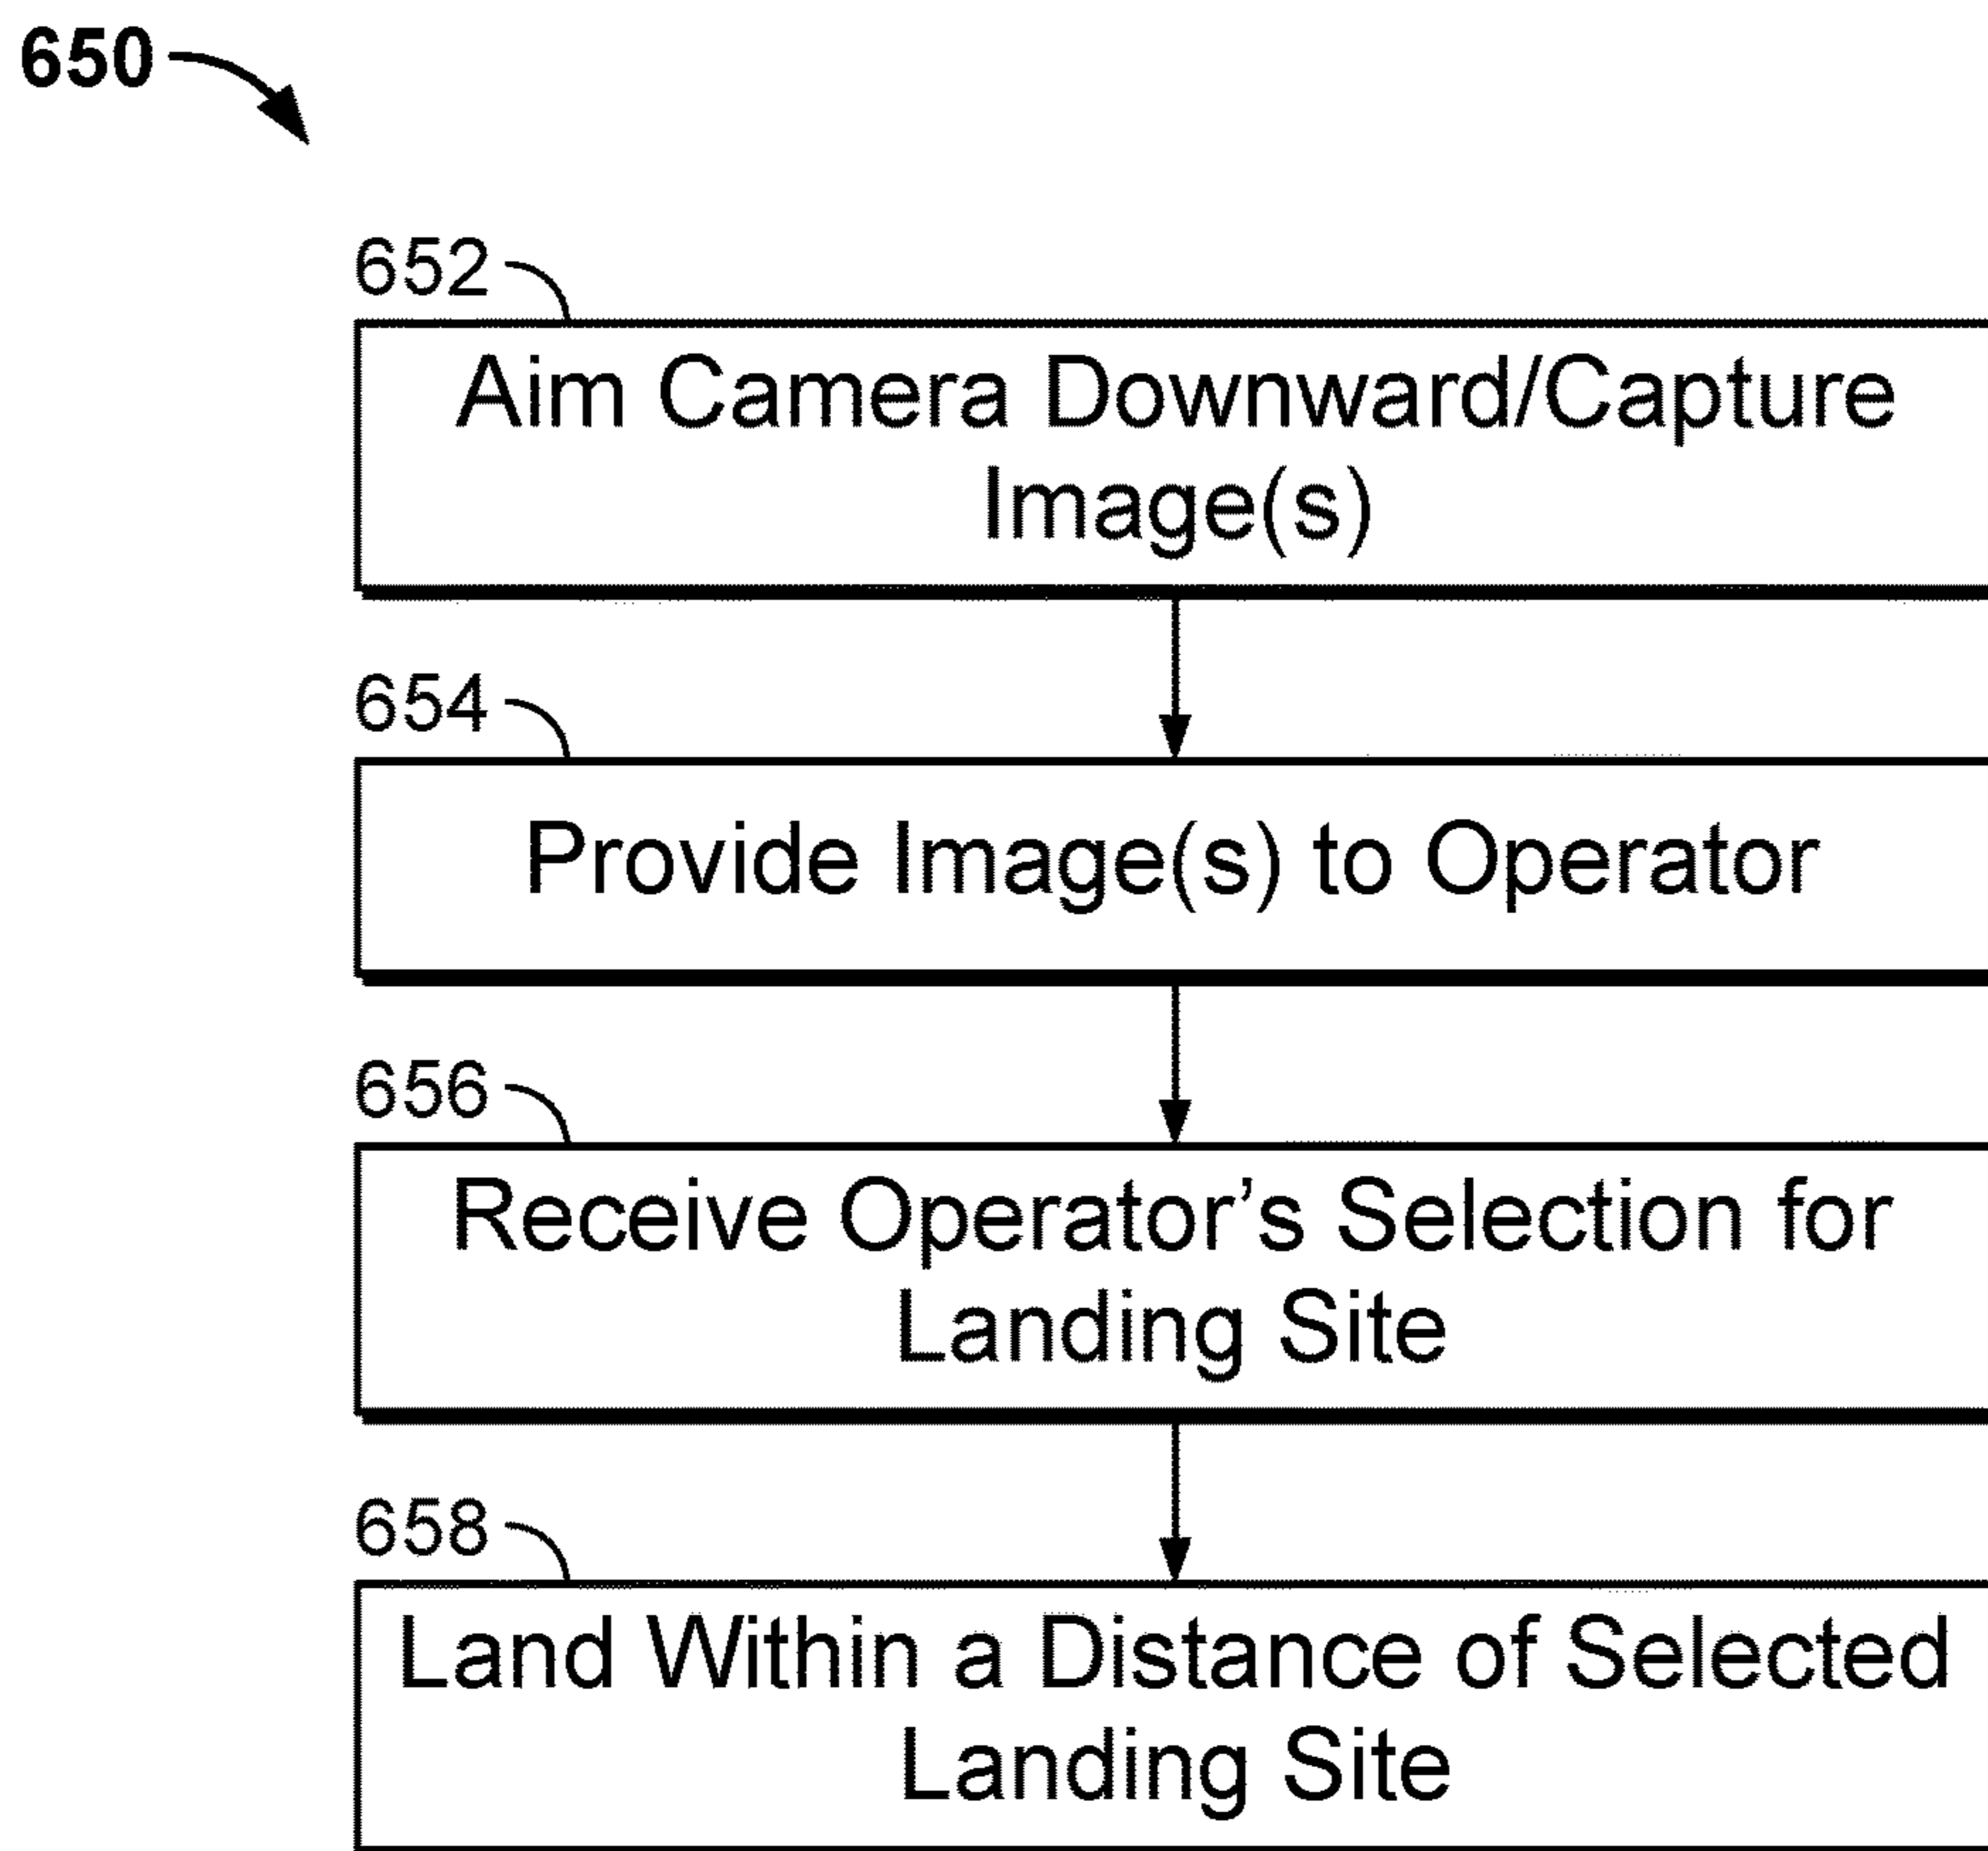 650
652
Aim Camera Downward/Capture
Image(s)
654
Provide Image(s) to Operator
656
Receive Operator’s Selection for
Landing Site
658
Land Within a Distance of Selected
Landing Site